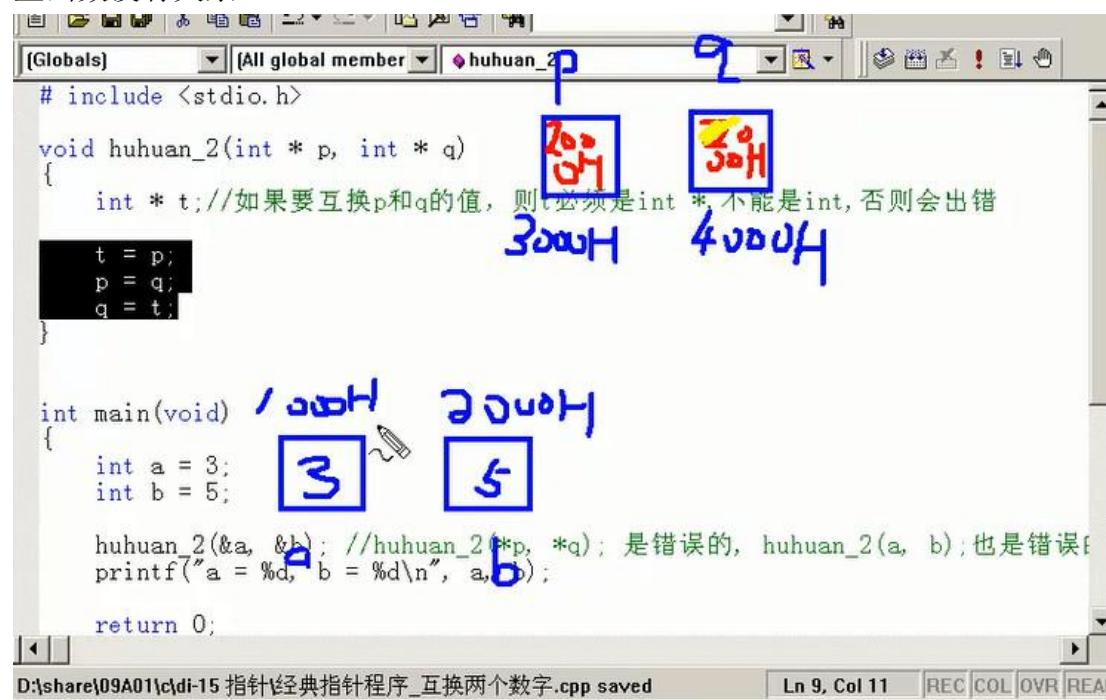 (Globals)
(All global member
huhuan_2
p
q
# include <stdio.h>
void huhuan_2(int * p, int * q)
{
int * t;//如果要互换p和q的值, 则t必须是int *,不能是int,否则会出错
200
0H
00H
3000H
4000H
t = p;
p = q;
q = t;
}
int main(void)
1000H
2000H
{
int a = 3;
int b = 5;
3
5
huhuan_2(&a, &b); //huhuan_2(*p, *q); 是错误的, huhuan_2(a, b);也是错误
a
b
printf("a = %d, b = %d\n", a, b);
return 0;
D:\share\09A01\c\di-15 指针\经典指针程序_互换两个数字.cpp saved
Ln 9, Col 11
REC COL OVR REA